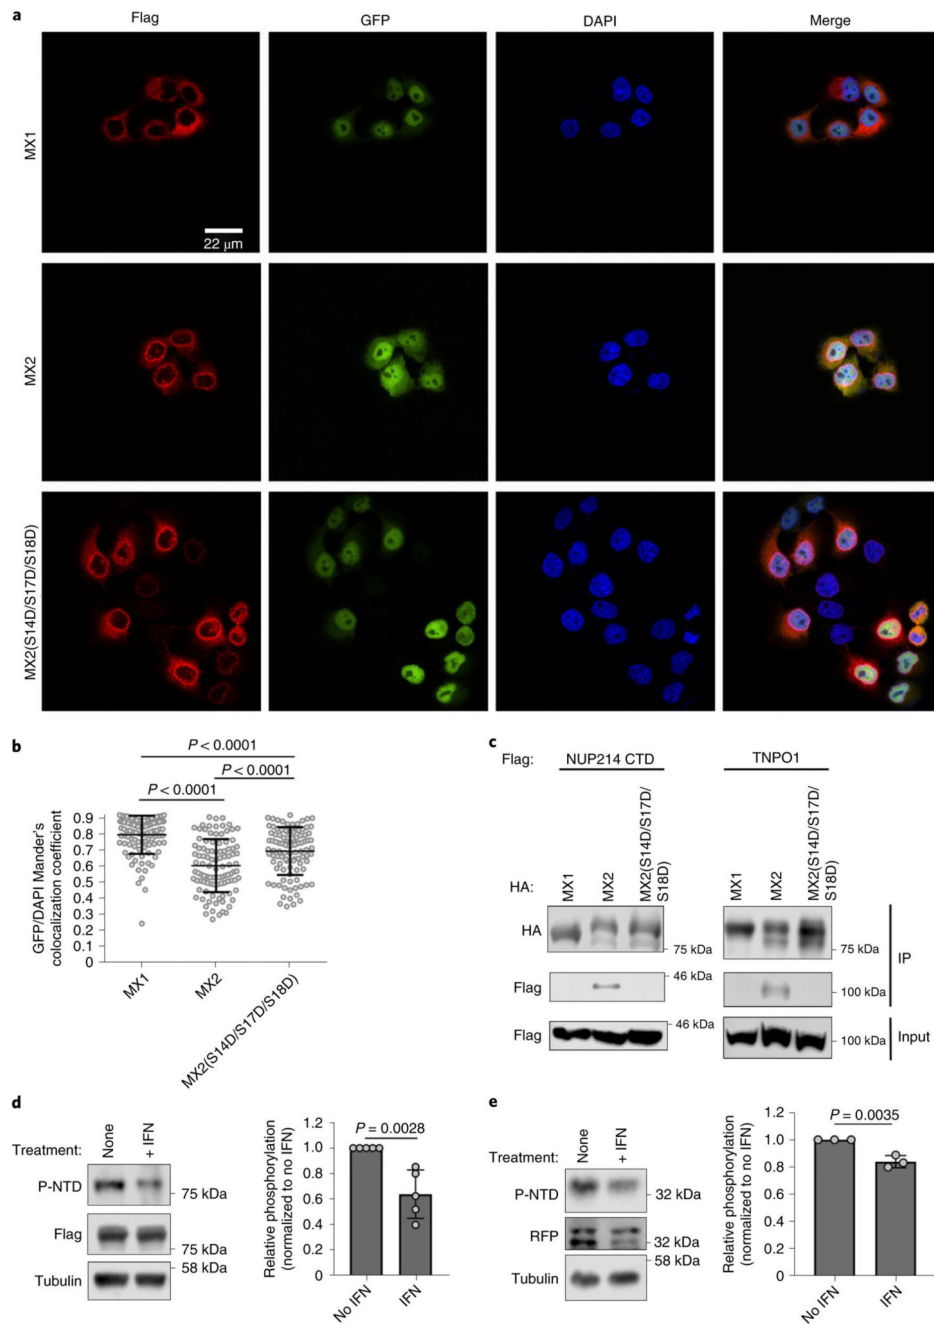 a
Flag
GFP
DAPI
Merge
MX1
22 μm
MX2
MX2(S14D/S17D/S18D)
b
P < 0.0001
P < 0.0001
P < 0.0001
GFP/DAPI Mander's
colocalization coefficient
0.9
0.8
0.7
0.6
0.5
0.4
0.3
0.2
0.1
0
MX1
MX2
MX2(S14D/S17D/S18D)
c
Flag:
NUP214 CTD
TNPO1
HA:
MX1
MX2
MX2(S14D/S17D/
S18D)
MX1
MX2
MX2(S14D/S17D/
S18D)
HA
75 kDa
75 kDa
IP
Flag
46 kDa
100 kDa
Flag
46 kDa
100 kDa
Input
d
Treatment:
None
+ IFN
P-NTD
75 kDa
Flag
75 kDa
58 kDa
Tubulin
Relative phosphorylation
(normalized to no IFN)
1.2
1.0
0.8
0.6
0.4
0.2
0
P = 0.0028
No IFN
IFN
e
Treatment:
None
+ IFN
P-NTD
32 kDa
RFP
32 kDa
58 kDa
Tubulin
Relative phosphorylation
(normalized to no IFN)
1.2
1.0
0.8
0.6
0.4
0.2
0
P = 0.0035
No IFN
IFN